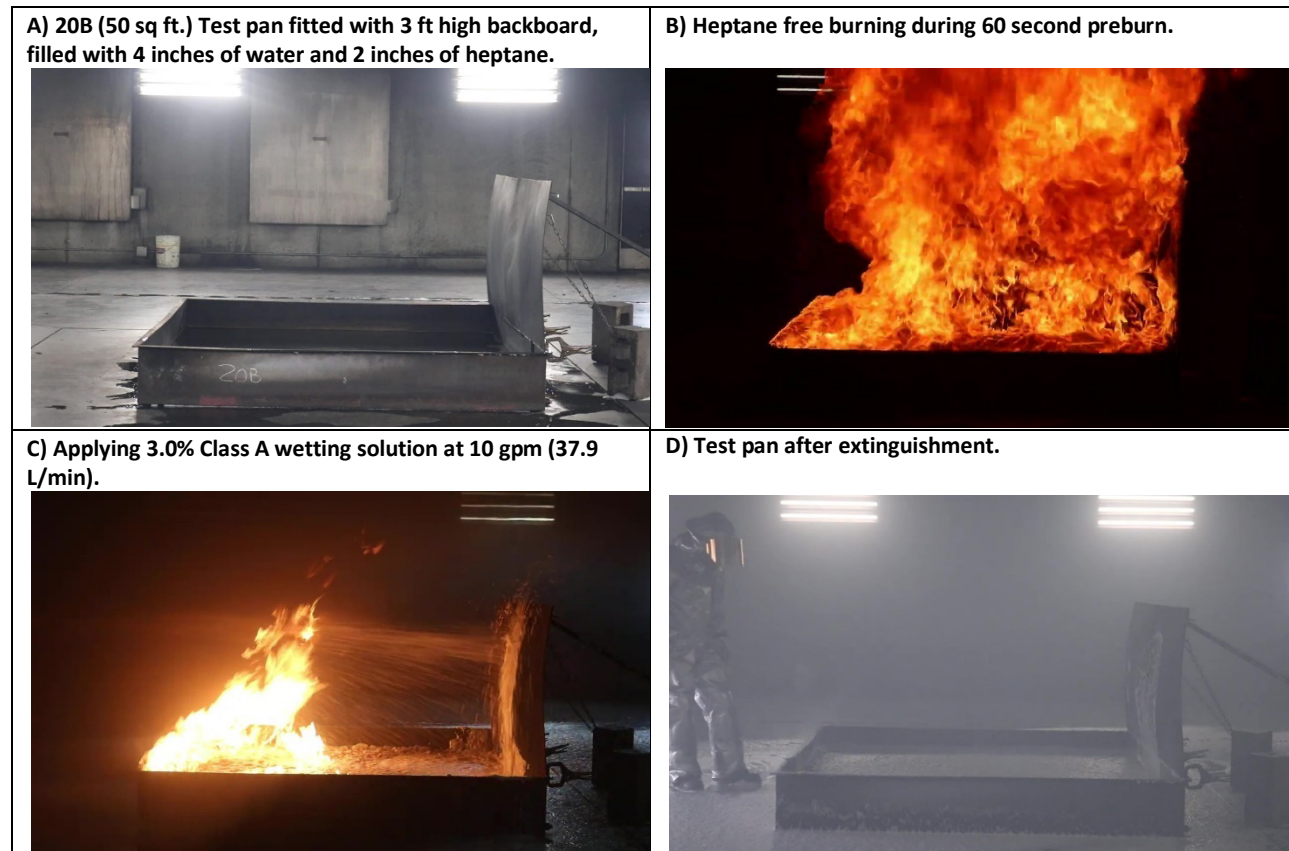 A) 20B (50 sq ft.) Test pan fitted with 3 ft high backboard,
filled with 4 inches of water and 2 inches of heptane.
B) Heptane free burning during 60 second preburn.
20B
C) Applying 3.0% Class A wetting solution at 10 gpm (37.9
L/min).
D) Test pan after extinguishment.